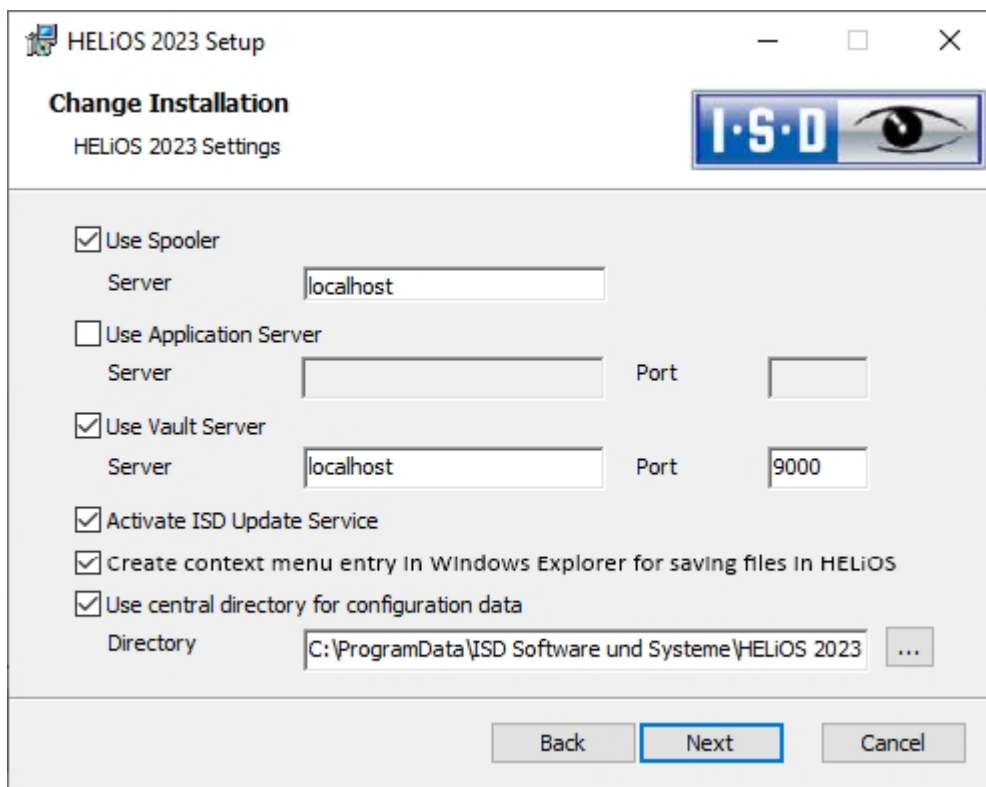 HELiOS 2023 Setup
Change Installation
HELiOS 2023 Settings
I·S·D
Use Spooler
Server localhost
Use Application Server
Server Port
Use Vault Server
Server localhost Port 9000
Activate ISD Update Service
Create context menu entry in Windows Explorer for saving files in HELiOS
Use central directory for configuration data
Directory C:\ProgramData\ISD Software und Systeme\HELiOS 2023 ...
Back Next Cancel